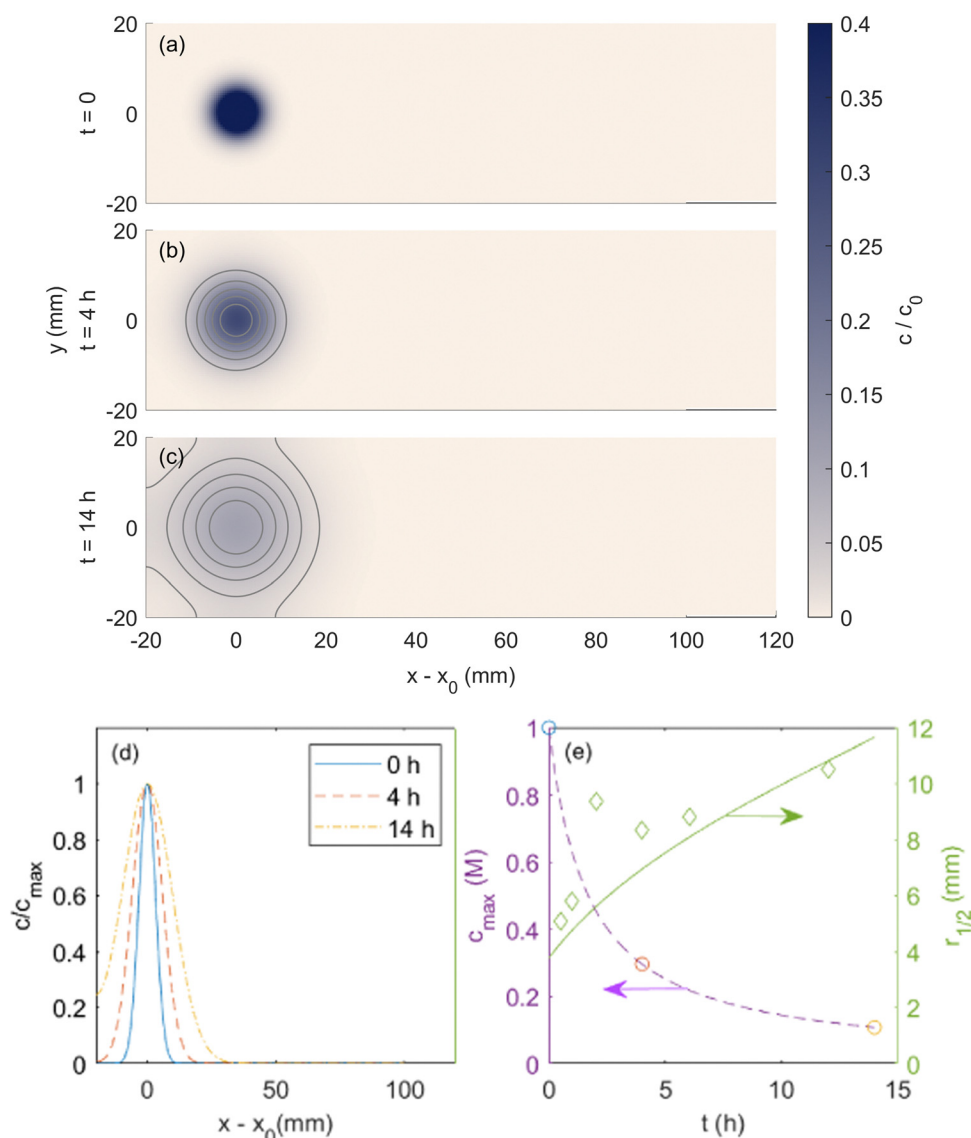 (a)
20
0
-20
t = 0
(b)
20
0
-20
y (mm)
t = 4 h
(c)
20
0
-20
t = 14 h
-20 0 20 40 60 80 100 120
x - x0 (mm)
0.4
0.35
0.3
0.25
0.2
0.15
0.1
0.05
0
c / c0
(d)
0 h
4 h
14 h
1
0.8
0.6
0.4
0.2
0
c/cmax
0 50 100
x - x0(mm)
(e)
1
0.8
0.6
0.4
0.2
0
cmax (M)
12
10
8
6
4
2
0
r1/2 (mm)
0 5 10 15
t (h)